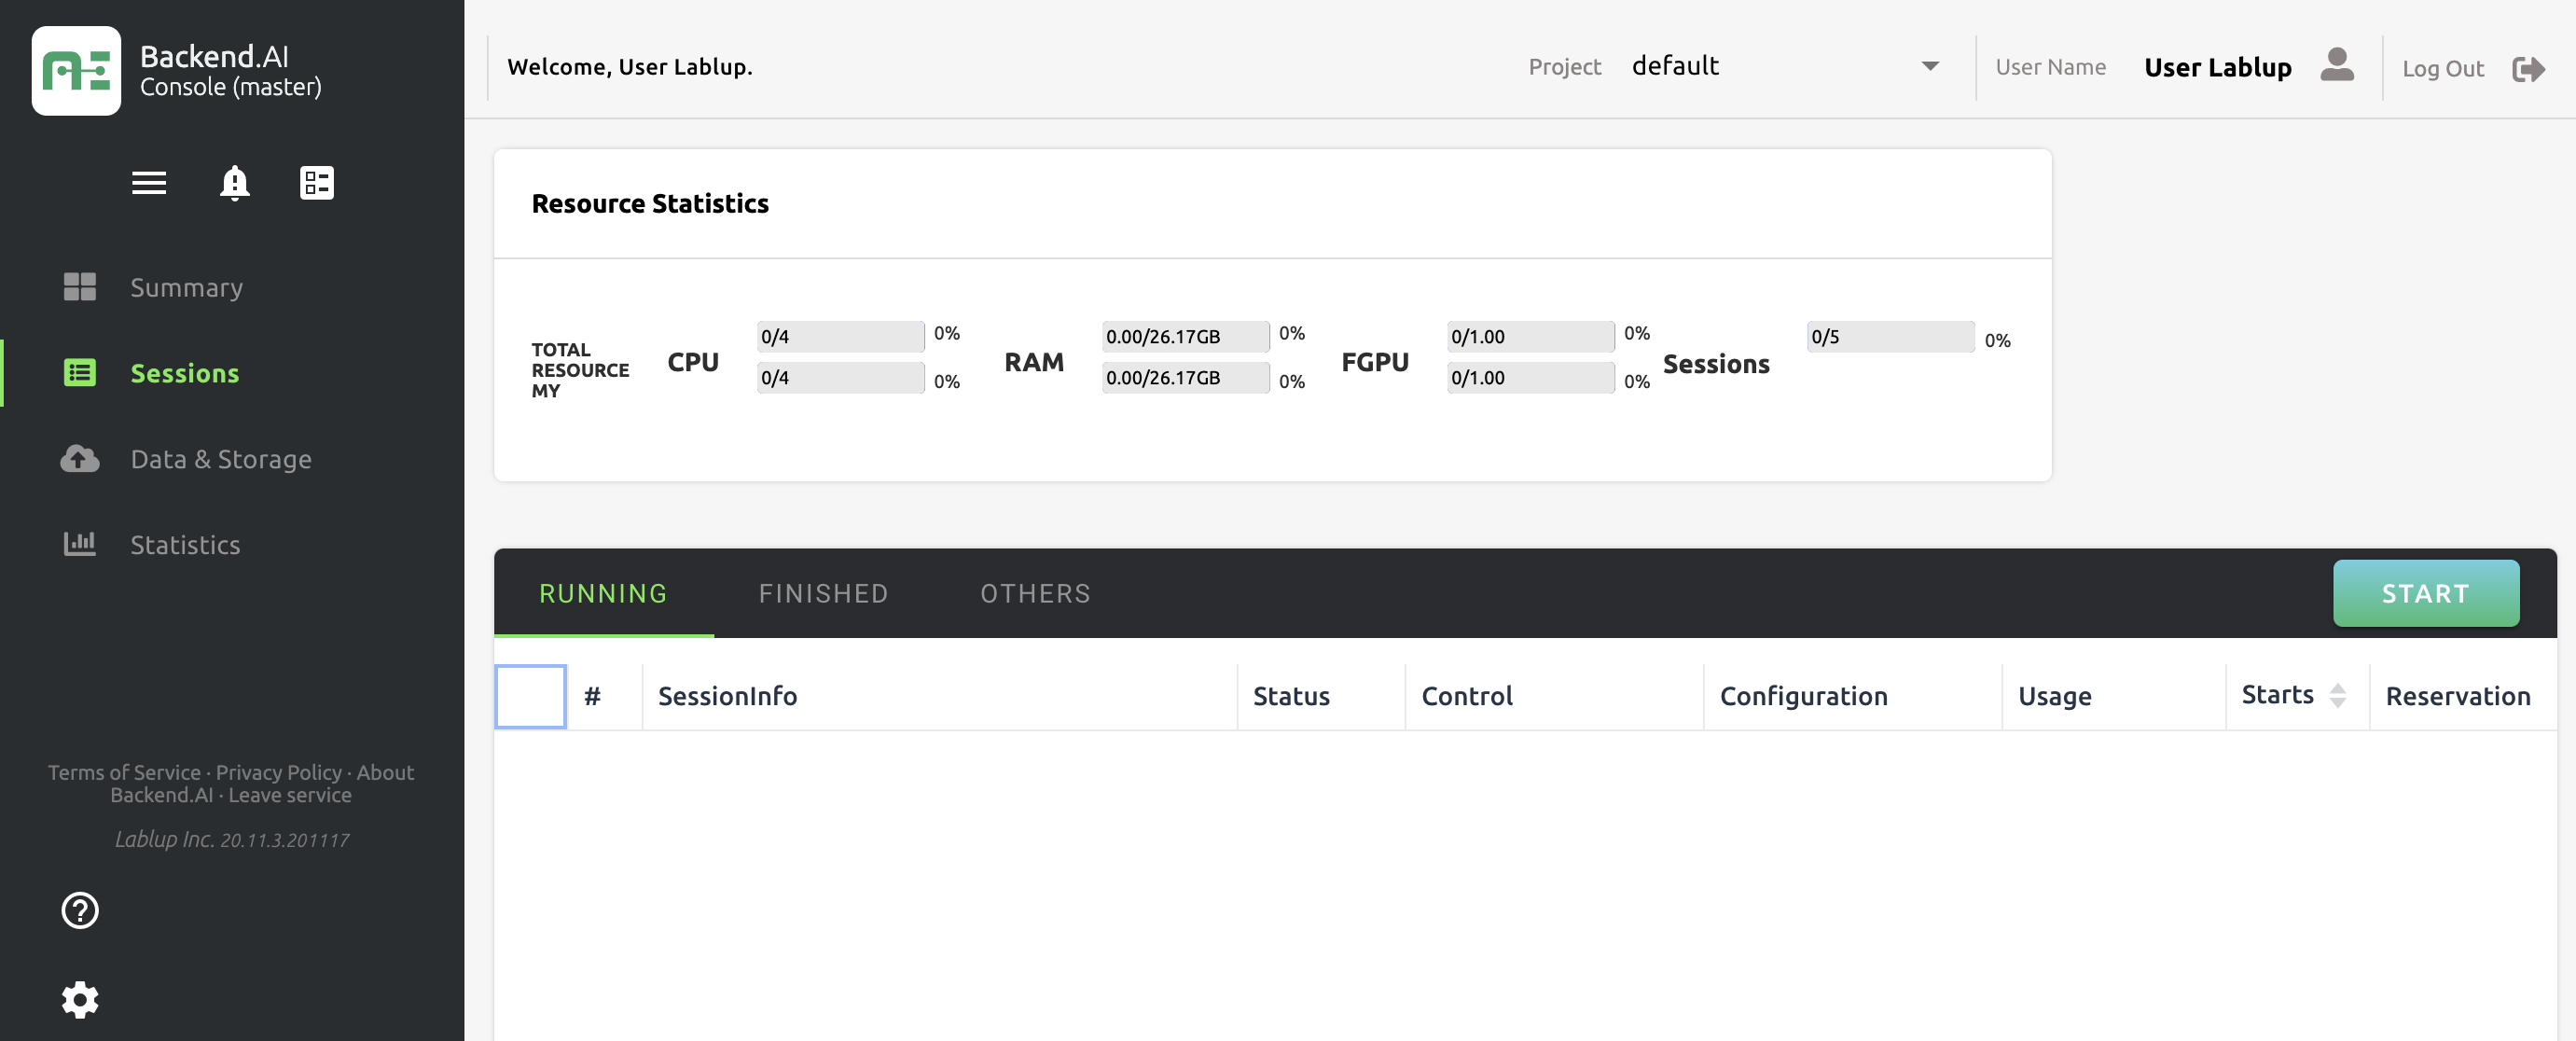 Backend.AI
Console (master)
Summary
Sessions
Data & Storage
Statistics
Terms of Service · Privacy Policy · About
Backend.AI · Leave service
Lablup Inc. 20.11.3.201117
Welcome, User Lablup.
Project default
User Name User Lablup
Log Out
Resource Statistics
TOTAL
RESOURCE
MY
CPU
0/4 0%
0/4 0%
RAM
0.00/26.17GB 0%
0.00/26.17GB 0%
FGPU
0/1.00 0%
0/1.00 0%
Sessions
0/5 0%
RUNNING FINISHED OTHERS START
# SessionInfo Status Control Configuration Usage Starts Reservation